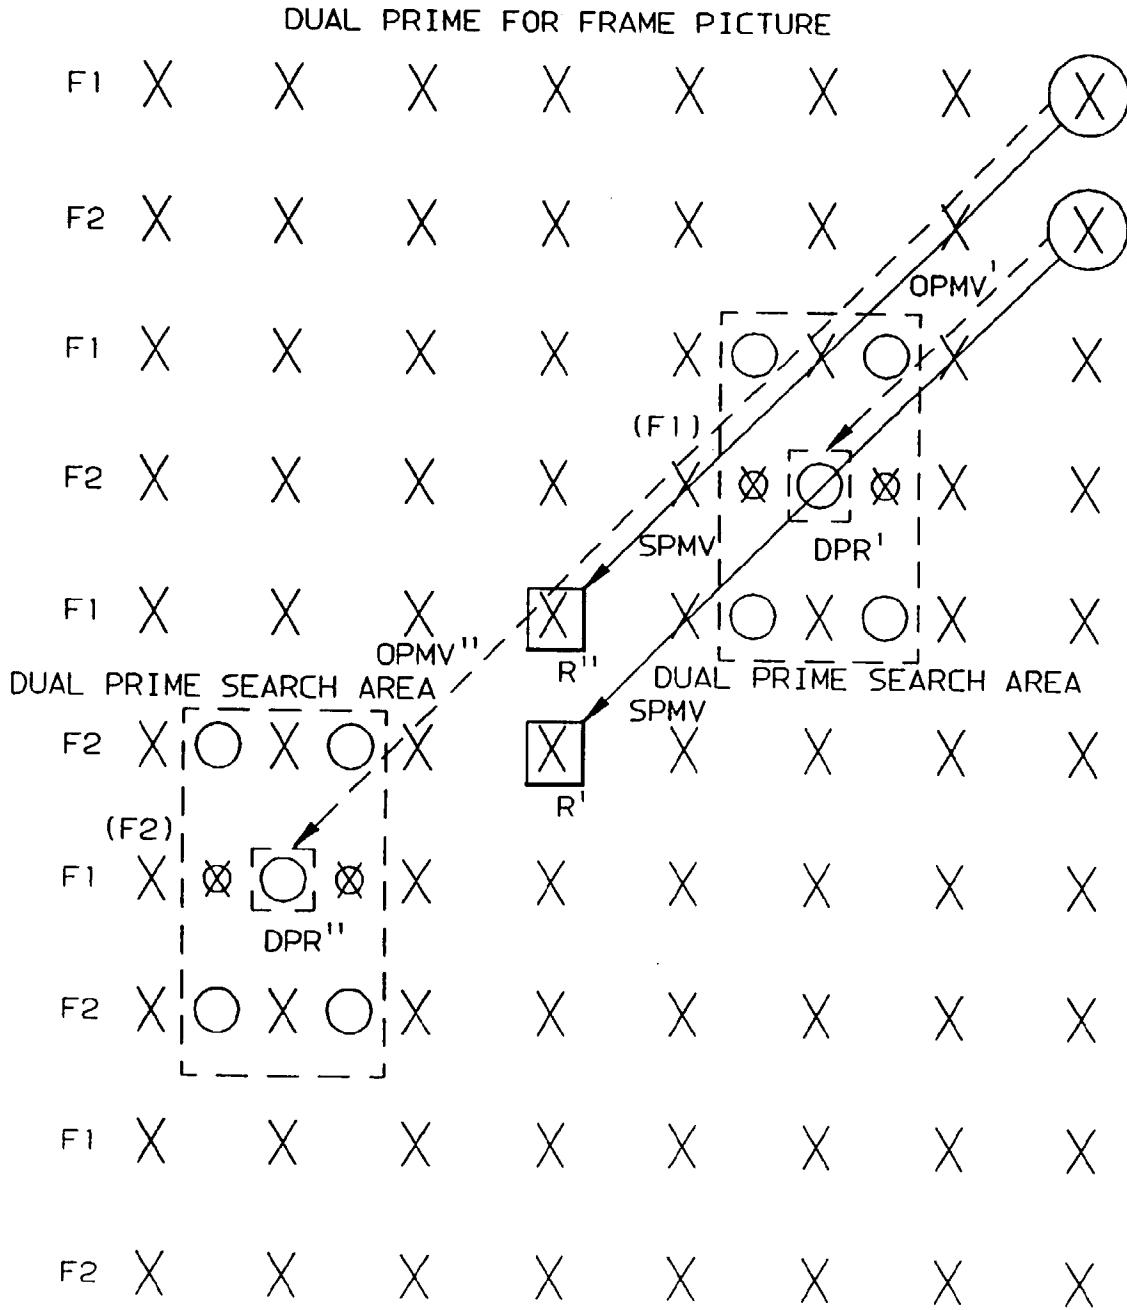 DUAL PRIME FOR FRAME PICTURE
F1
F2
OPMV'
F1
(F1)
F2
SPMV
DPR'
F1
OPMV''
R''
DUAL PRIME SEARCH AREA
DUAL PRIME SEARCH AREA
SPMV
F2
R'
(F2)
F1
DPR''
F2
F1
F2